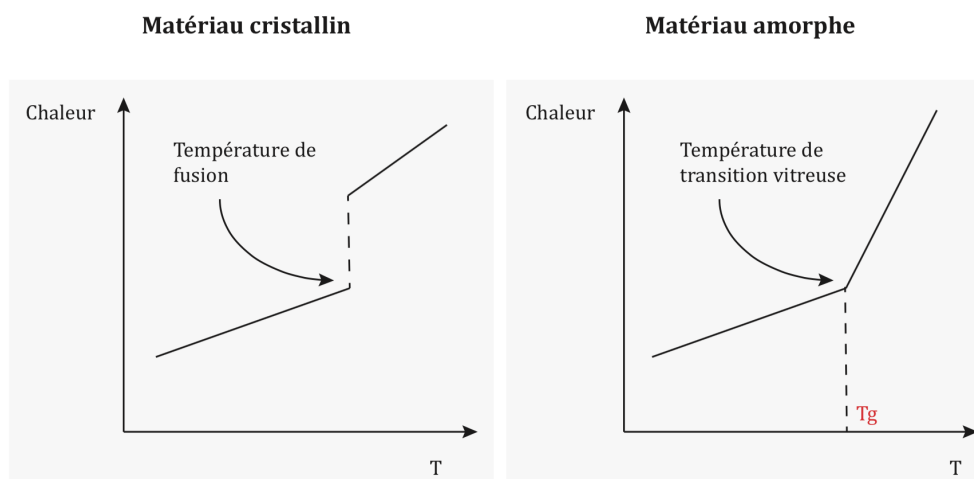 Matériau cristallin
Chaleur
Température de
fusion
T
Matériau amorphe
Chaleur
Température de
transition vitreuse
Tg
T